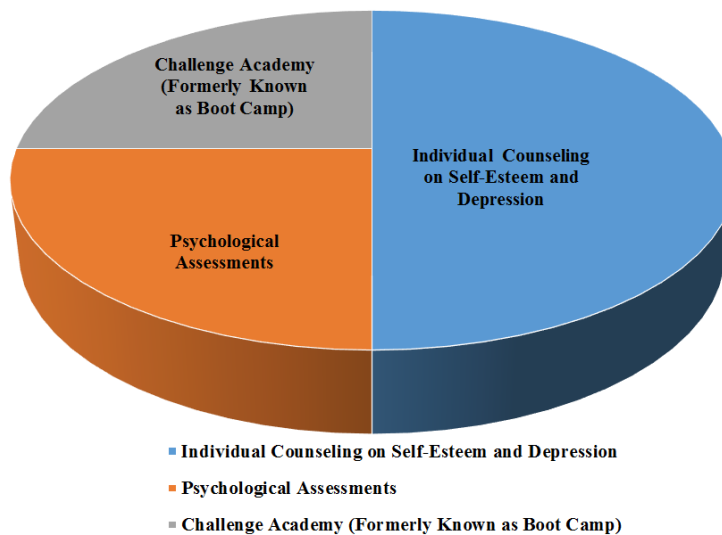 Challenge Academy
(Formerly Known
as Boot Camp)
Individual Counseling
on Self-Esteem and
Depression
Psychological
Assessments
Individual Counseling on Self-Esteem and Depression
Psychological Assessments
Challenge Academy (Formerly Known as Boot Camp)